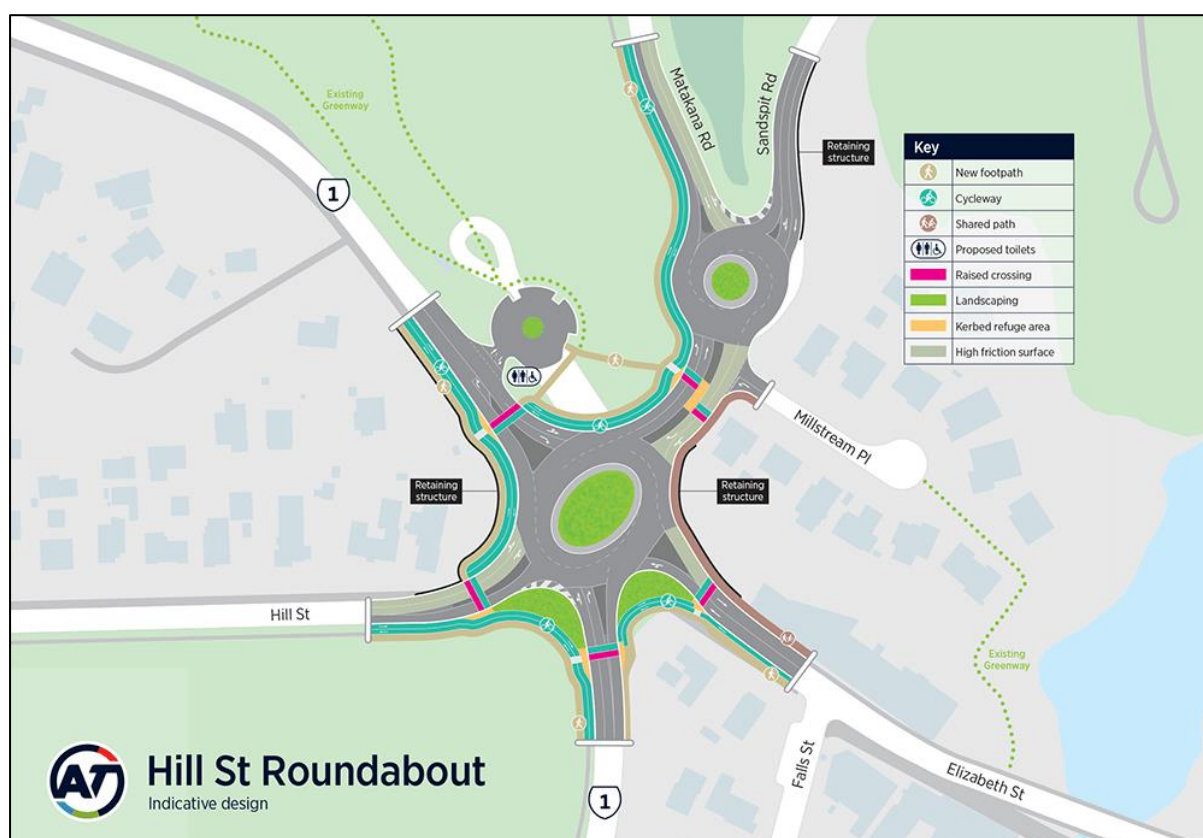 Existing
Greenway
1
Matakana Rd
Sandspit Rd
Retaining
structure
Key
New footpath
Cycleway
Shared path
Proposed toilets
Raised crossing
Landscaping
Kerbed refuge area
High friction surface
Millstream Pl
Retaining
structure
Retaining
structure
Hill St
Existing
Greenway
Falls St
Elizabeth St
1
AT
Hill St Roundabout
Indicative design